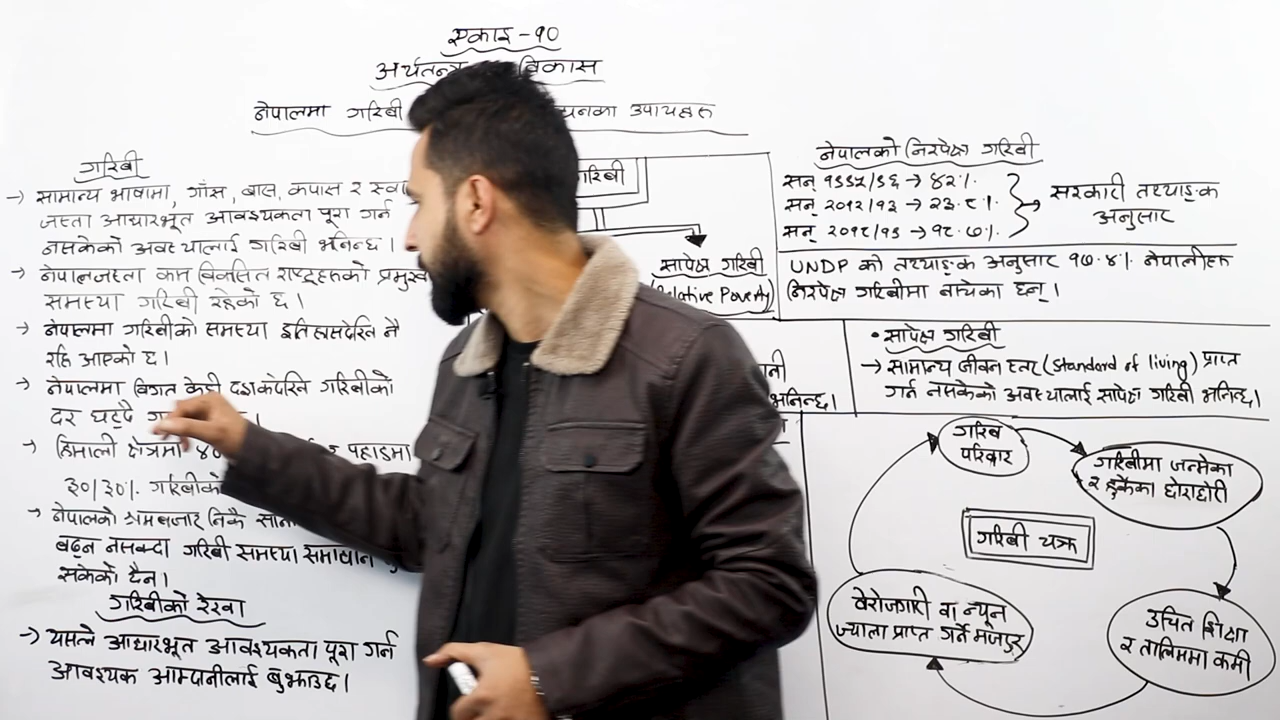 एकाइ - १०
अर्थतन्त्र विकास
नेपालमा गरिबी उपायहरू
गरिबी
→ सामान्य भाषामा, गाँस, बास, कपास र
जस्ता आधारभूत आवश्यकता पूरा गर्न
नसकेको अवस्थालाई गरिबी भनिन्छ।
→ नेपालजस्ता कम विकसित राष्ट्रहरूको प्रमुख
समस्या गरिबी रहेको छ।
→ नेपालमा गरिबीको समस्या इतिहासदेखि नै
रहि आएको छ।
→ नेपालमा विगत केही दशकदेखि गरिबीको
दर घट्दै
→ हिमाली क्षेत्रमा पहाडमा
३०/३०%.
→ नेपालको श्रमबजार निकै
बढ्न नसक्दा गरिबी समस्या समाधान
सकेको छैन।
गरिबीको रेखा
→ यसले आधारभूत आवश्यकता पूरा गर्न
आवश्यक आम्दानीलाई बुझाउछ।
गरिबी
सापेक्ष गरिबी
(Relative Poverty)
भनिन्छ।
नेपालको निरपेक्ष गरिबी
सन् १९९५/९६ → ४२%.
सन् २०१२/१३ → २३.८%.
सन् २०१८/१९ → १८.७%.
→ सरकारी तथ्याङ्क
अनुसार
UNDP को तथ्याङ्क अनुसार १७.४%. नेपालीहरू
निरपेक्ष गरिबीमा बाँचेका छन्।
• सापेक्ष गरिबी
→ सामान्य जीवन स्तर (Standard of living) प्राप्त
गर्न नसकेको अवस्थालाई सापेक्ष गरिबी भनिन्छ।
गरिब
परिवार
गरिबीमा जन्मेका
र हुर्केका छोराछोरी
गरिबी चक्र
उचित शिक्षा
र तालिममा कमी
वेरोजगारी वा न्यून
ज्याला प्राप्त गर्ने मजदुर